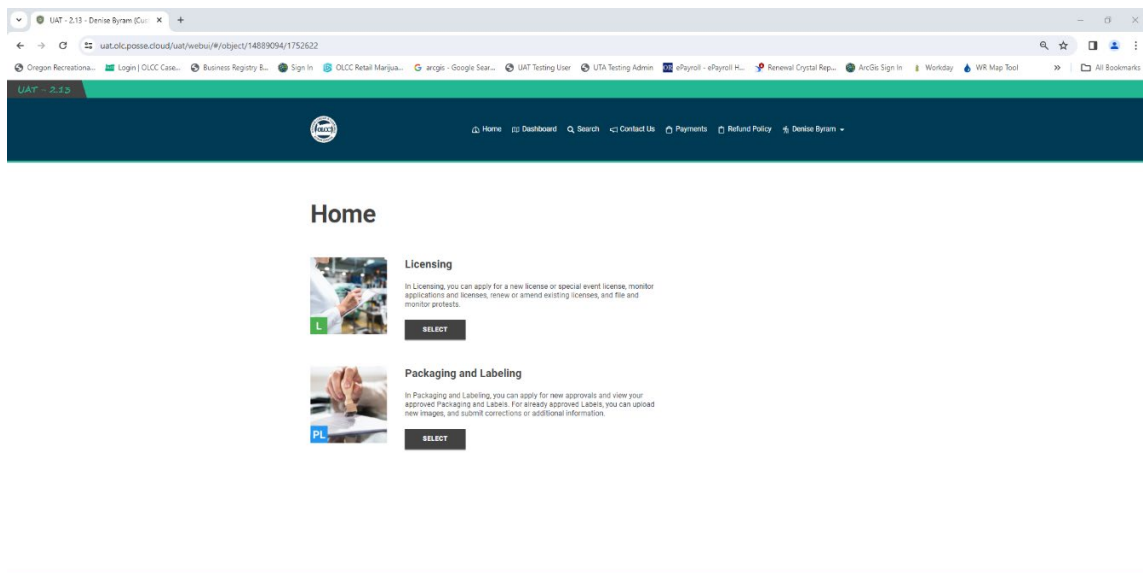 UAT - 2.13 - Denise Byram (Cus
uat.olc.posse.cloud/uat/webui/#/object/14889094/1752622
Oregon Recreationa... Login | OLCC Case... Business Registry B... Sign In OLCC Retail Marijua... arcgis - Google Sear... UAT Testing User UTA Testing Admin ePayroll - ePayroll H... Renewal Crystal Rep... ArcGis Sign In Workday WR Map Tool » All Bookmarks
UAT - 2.13
OLCC Home Dashboard Search Contact Us Payments Refund Policy Denise Byram
Home
Licensing
In Licensing, you can apply for a new license or special event license, monitor
applications and licenses, renew or amend existing licenses, and file and
monitor protests.
L
SELECT
Packaging and Labeling
In Packaging and Labeling, you can apply for new approvals and view your
approved Packaging and Labels. For already approved Labels, you can upload
new images, and submit corrections or additional information.
PL
SELECT